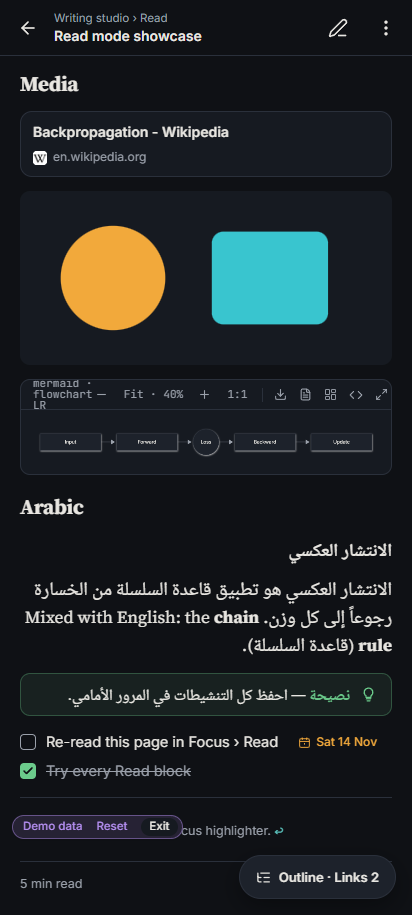 Writing studio › Read
Read mode showcase
Media
Backpropagation - Wikipedia
W en.wikipedia.org
mermaid ·
flowchart
LR
— Fit · 40% + 1:1
Input Forward Loss Backward Update
Arabic
الانتشار العكسي
الانتشار العكسي هو تطبيق قاعدة السلسلة من الخسارة
رجوعاً إلى كل وزن. Mixed with English: the chain
rule (قاعدة السلسلة).
نصيحة — احفظ كل التنشيطات في المرور الأمامي.
Re-read this page in Focus › Read Sat 14 Nov
Try every Read block
Demo data Reset Exit
cus highlighter. ↩
5 min read
Outline · Links 2